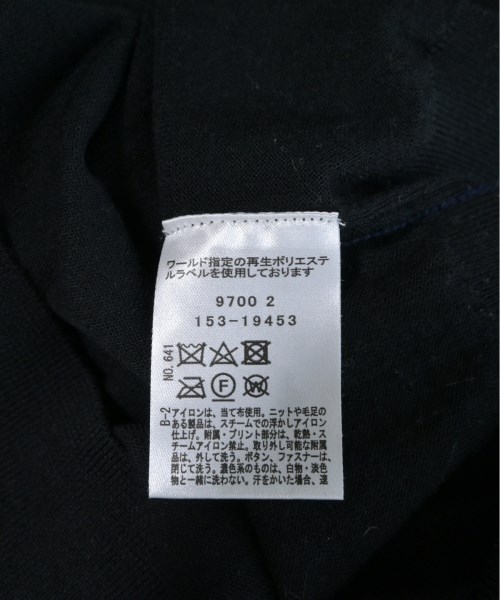 ワールド指定の再生ポリエステ
ルラベルを使用しております
9700 2
153-19453
NO. 641
F
W
B-2
アイロンは、当て布使用。ニットや毛足の
ある製品は、スチームでの浮かしアイロン
仕上げ。附属・プリント部分は、乾熱・ス
チームアイロン禁止。取り外し可能な附属
品は、外して洗う。ボタン、ファスナーは、
閉じて洗う。濃色系のものは、白物・淡色
物と一緒に洗わない。汗をかいた場合、速